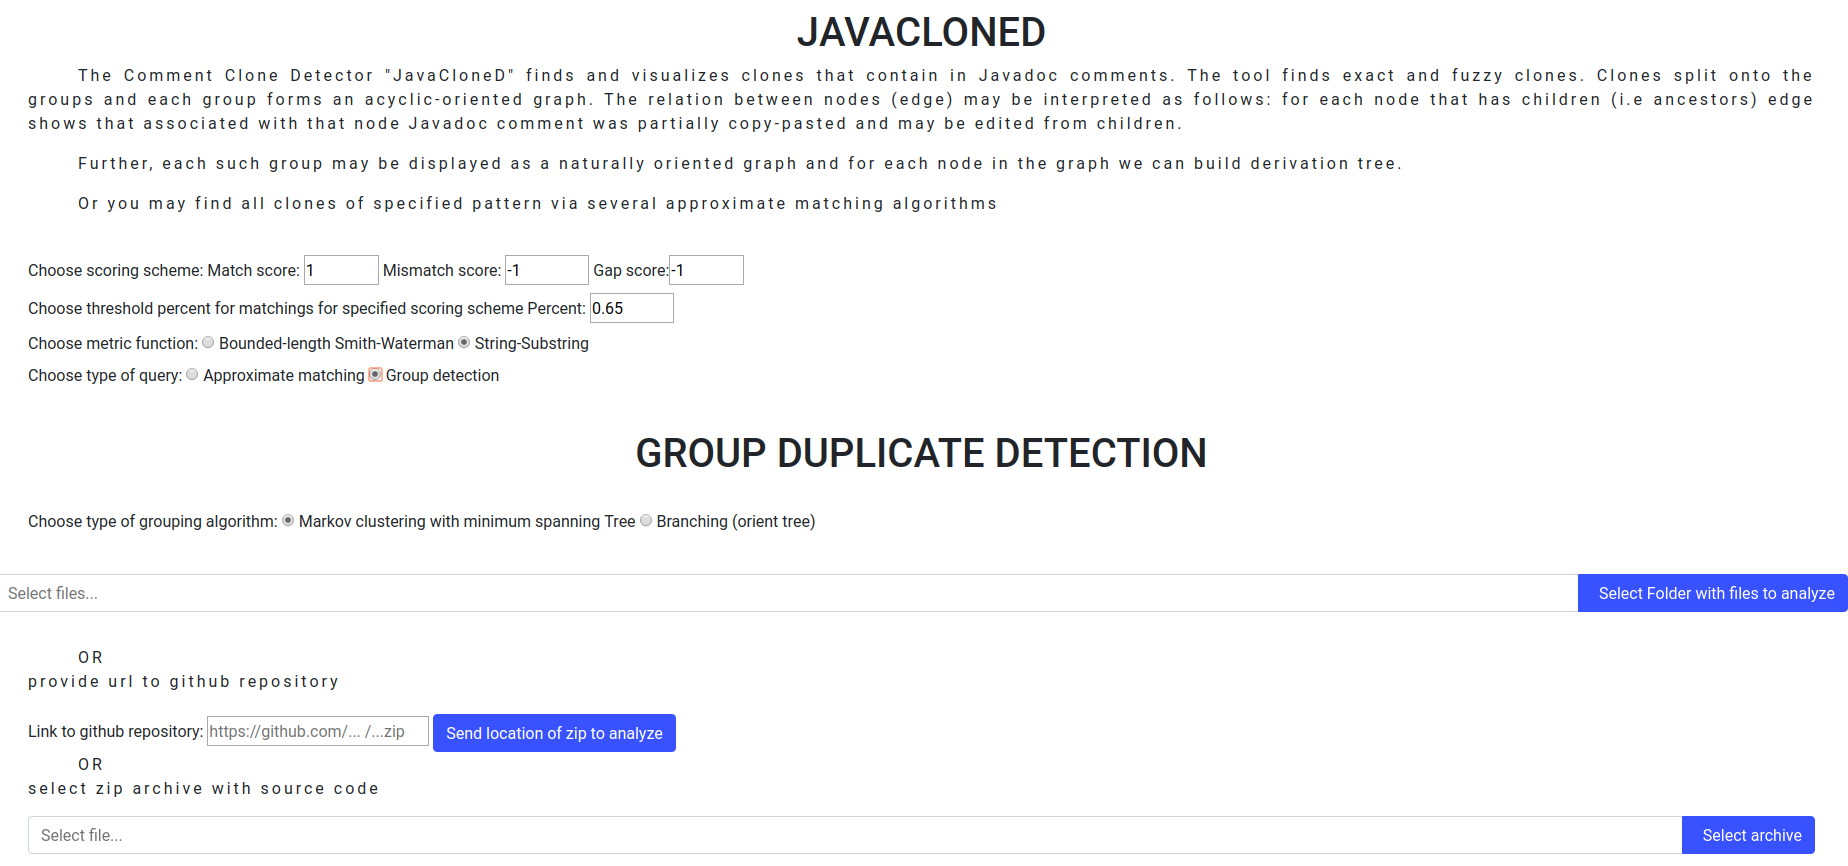 JAVACLONED
The Comment Clone Detector "JavaCloneD" finds and visualizes clones that contain in Javadoc comments. The tool finds exact and fuzzy clones. Clones split onto the
groups and each group forms an acyclic-oriented graph. The relation between nodes (edge) may be interpreted as follows: for each node that has children (i.e ancestors) edge
shows that associated with that node Javadoc comment was partially copy-pasted and may be edited from children.
Further, each such group may be displayed as a naturally oriented graph and for each node in the graph we can build derivation tree.
Or you may find all clones of specified pattern via several approximate matching algorithms
Choose scoring scheme: Match score: 1 Mismatch score: -1 Gap score: -1
Choose threshold percent for matchings for specified scoring scheme Percent: 0.65
Choose metric function: Bounded-length Smith-Waterman String-Substring
Choose type of query: Approximate matching Group detection
GROUP DUPLICATE DETECTION
Choose type of grouping algorithm: Markov clustering with minimum spanning Tree Branching (orient tree)
Select files... Select Folder with files to analyze
OR
provide url to github repository
Link to github repository: https://github.com/... /...zip Send location of zip to analyze
OR
select zip archive with source code
Select file... Select archive